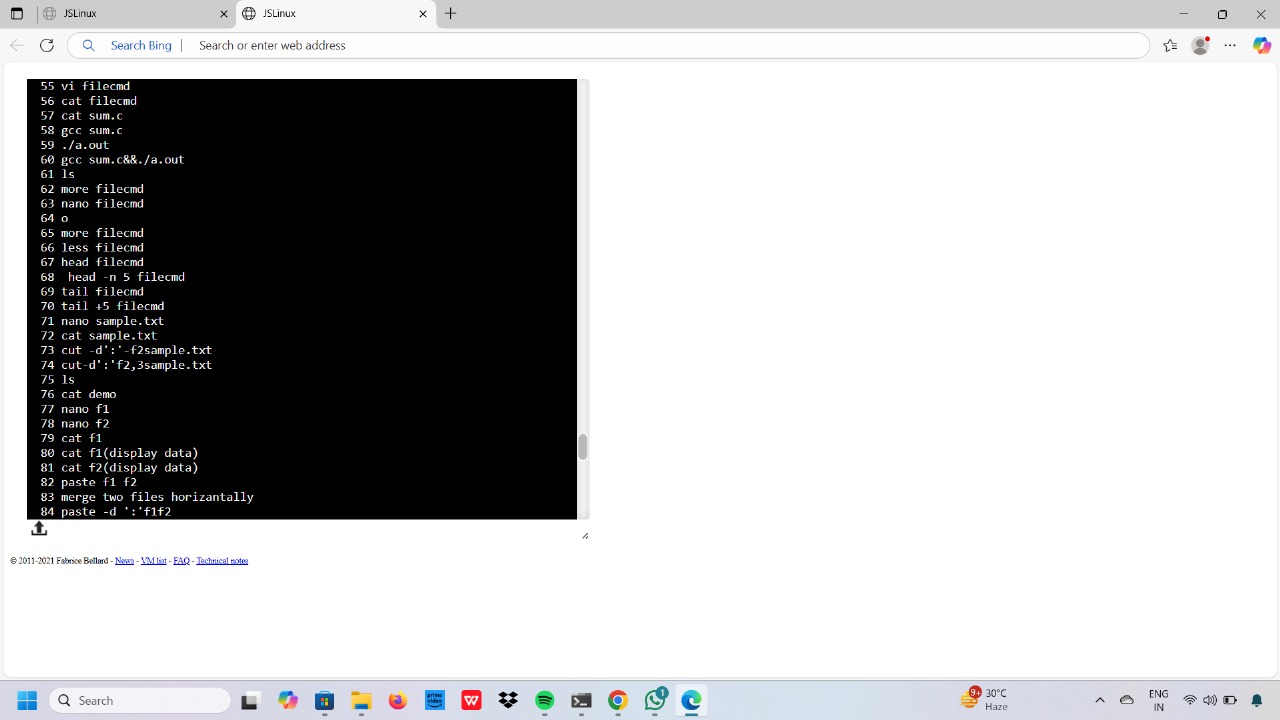 JSLinux
JSLinux
Search Bing
Search or enter web address
55 vi filecmd
56 cat filecmd
57 cat sum.c
58 gcc sum.c
59 ./a.out
60 gcc sum.c&&./a.out
61 ls
62 more filecmd
63 nano filecmd
64 o
65 more filecmd
66 less filecmd
67 head filecmd
68  head -n 5 filecmd
69 tail filecmd
70 tail +5 filecmd
71 nano sample.txt
72 cat sample.txt
73 cut -d':'-f2sample.txt
74 cut-d':'f2,3sample.txt
75 ls
76 cat demo
77 nano f1
78 nano f2
79 cat f1
80 cat f1(display data)
81 cat f2(display data)
82 paste f1 f2
83 merge two files horizantally
84 paste -d ':'f1f2
© 2011-2021 Fabrice Bellard - News - VM list - FAQ - Technical notes
Search
prime video
W
1
9+
30°C
Haze
ENG
IN